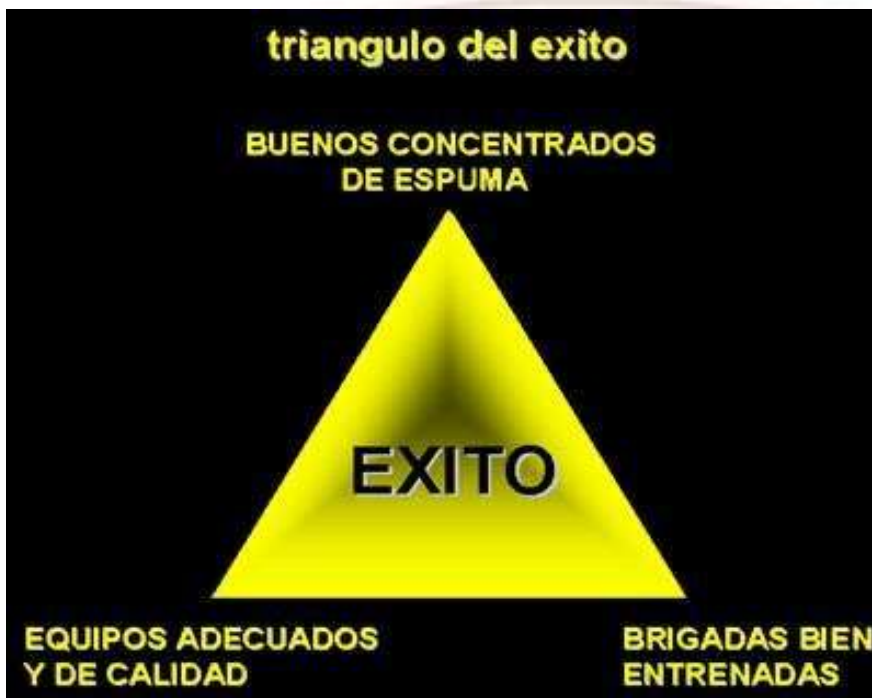 triangulo del exito
BUENOS CONCENTRADOS
DE ESPUMA
EXITO
EQUIPOS ADECUADOS
Y DE CALIDAD
BRIGADAS BIEN
ENTRENADAS